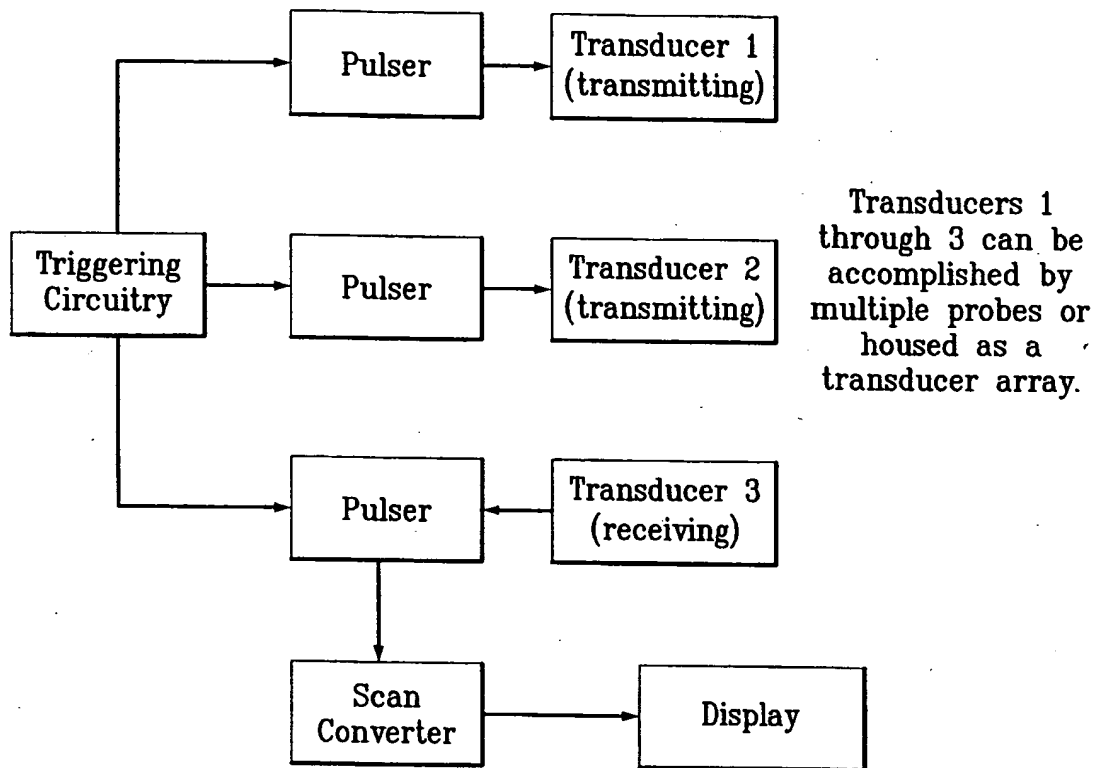 Pulser
Transducer 1
(transmitting)
Triggering
Circuitry
Pulser
Transducer 2
(transmitting)
Transducers 1
through 3 can be
accomplished by
multiple probes or
housed as a
transducer array.
Pulser
Transducer 3
(receiving)
Scan
Converter
Display